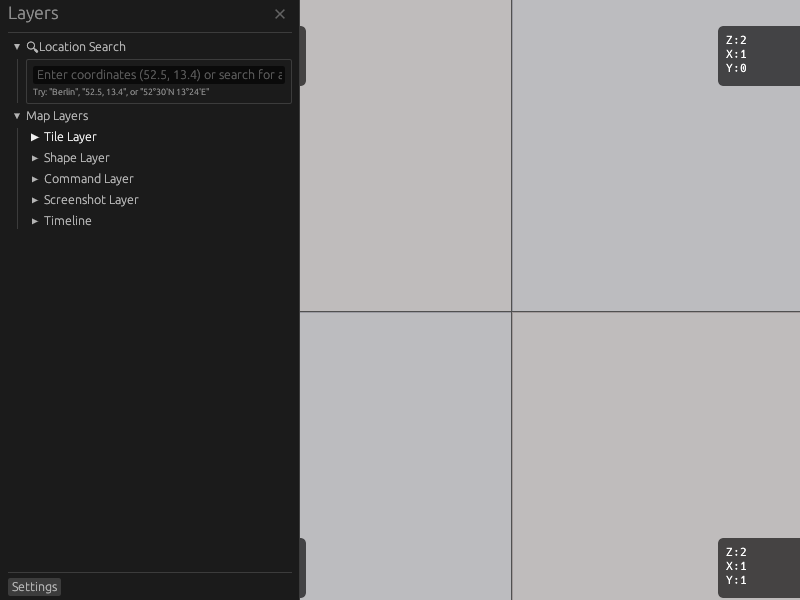 Layers
Location Search
Enter coordinates (52.5, 13.4) or search for a
Try: "Berlin", "52.5, 13.4", or "52°30'N 13°24'E"
Map Layers
Tile Layer
Shape Layer
Command Layer
Screenshot Layer
Timeline
Settings
Z:2
X:1
Y:0
Z:2
X:1
Y:1